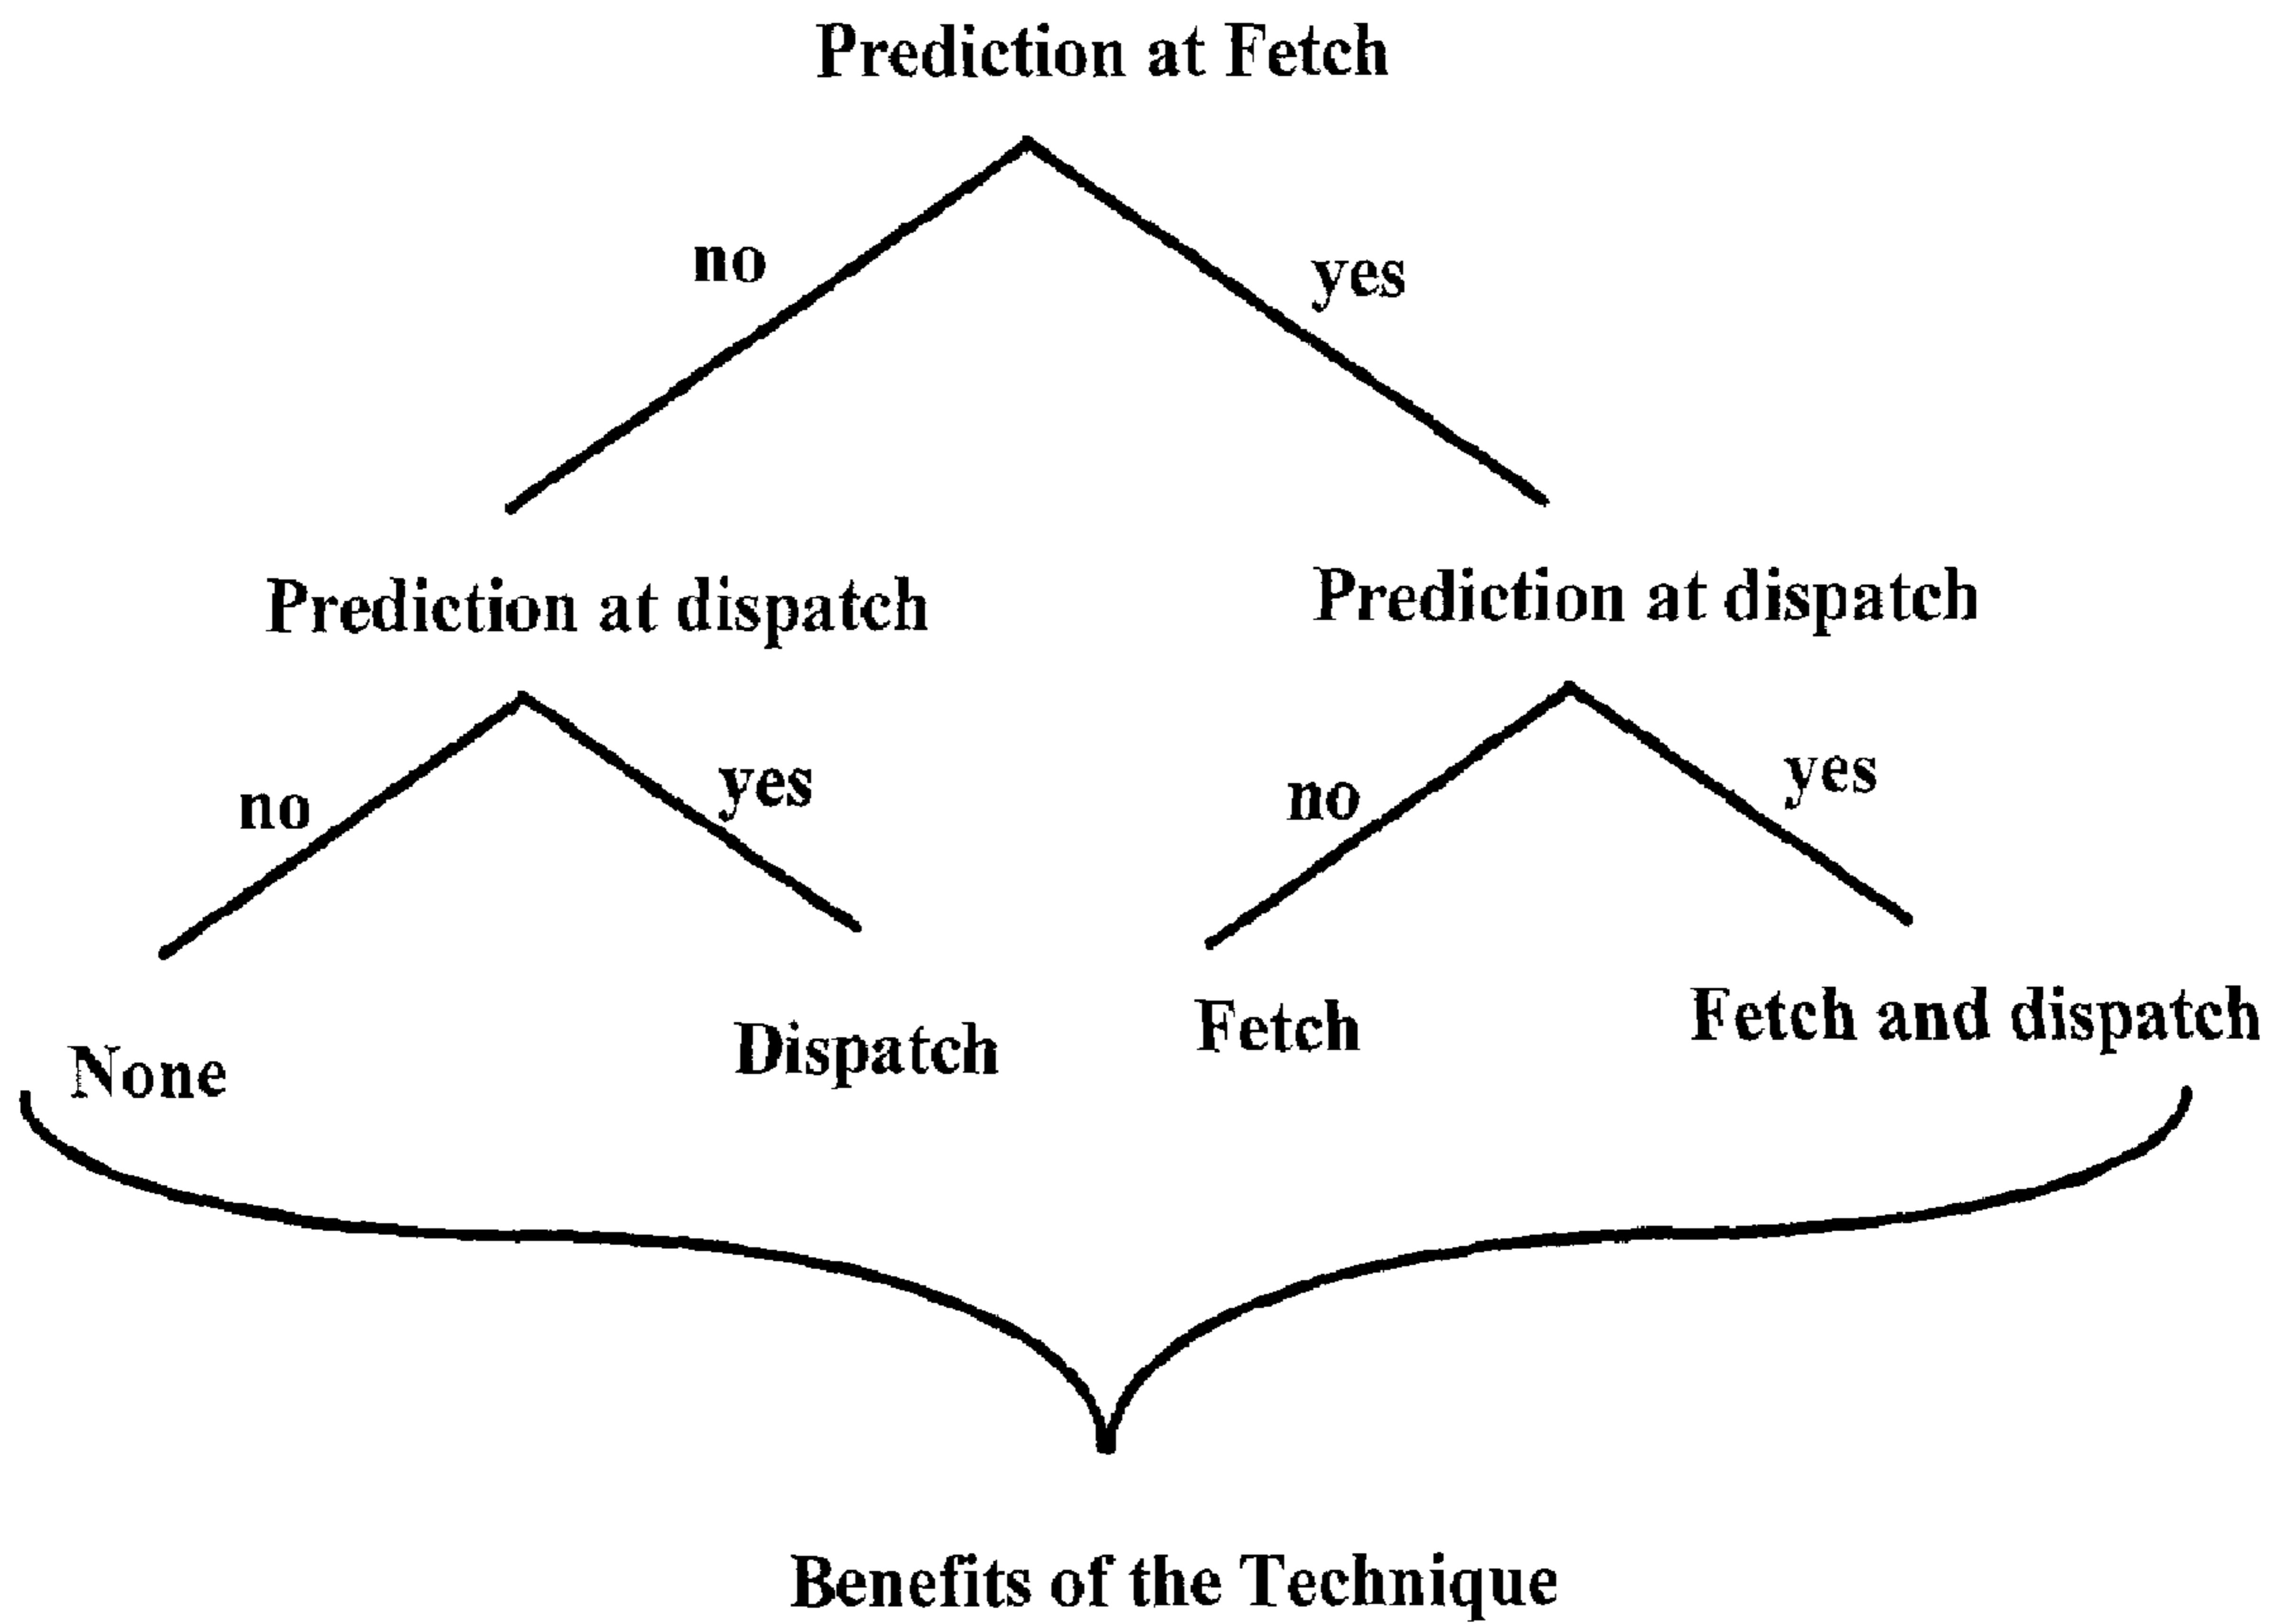 Prediction at Fetch
no
yes
Prediction at dispatch
Prediction at dispatch
no
yes
no
yes
None
Dispatch
Fetch
Fetch and dispatch
Benefits of the Technique